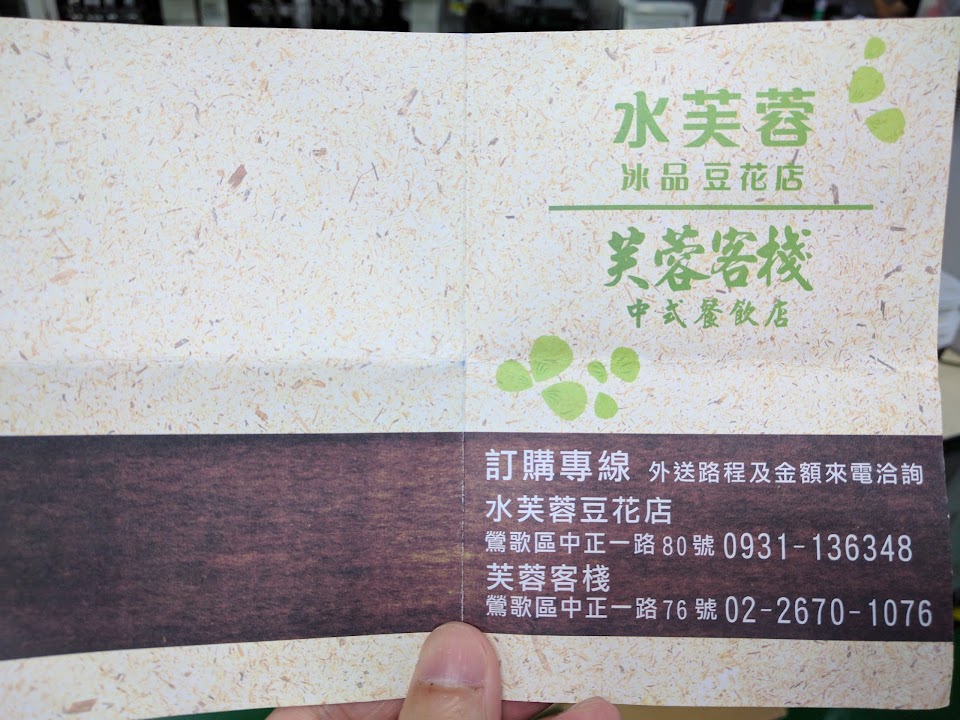 水芙蓉
冰品豆花店
芙蓉客棧
中式餐飲店
訂購專線 外送路程及金額來電洽詢
水芙蓉豆花店
鶯歌區中正一路80號 0931-136348
芙蓉客棧
鶯歌區中正一路76號 02-2670-1076